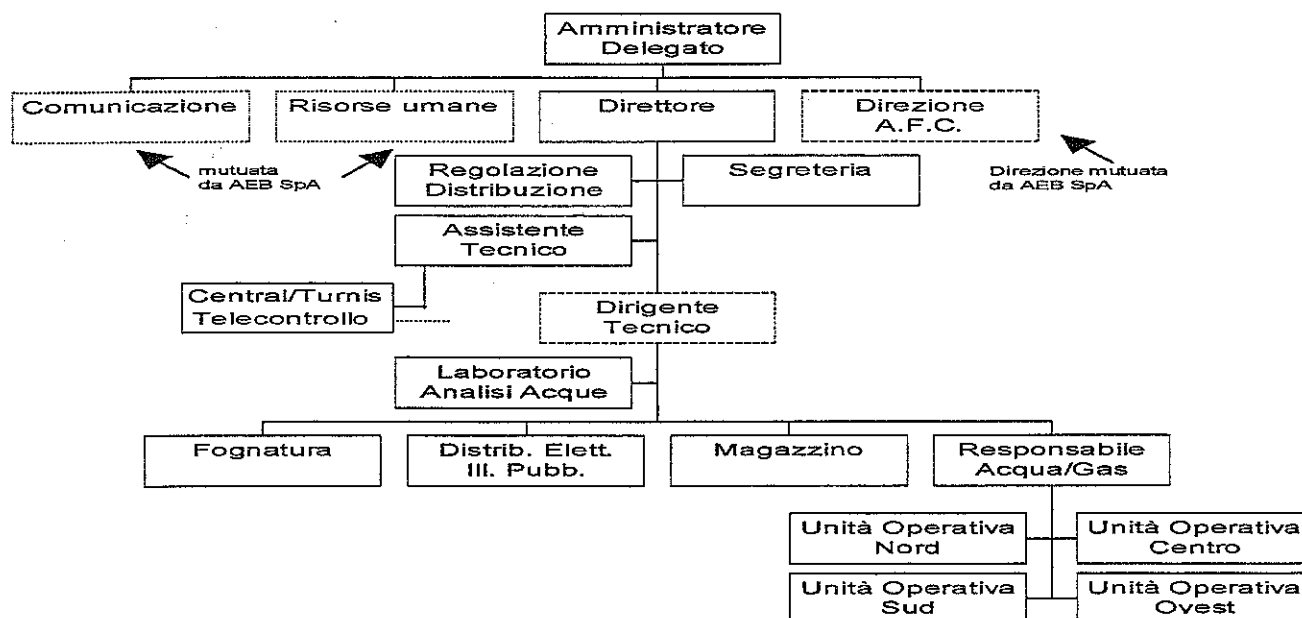 Amministratore
Delegato
Comunicazione
Risorse umane
Direttore
Direzione
A.F.C.
mutuata
da AEB SpA
Direzione mutuata
da AEB SpA
Regolazione
Distribuzione
Segreteria
Assistente
Tecnico
Central/Turnis
Telecontrollo
Dirigente
Tecnico
Laboratorio
Analisi Acque
Fognatura
Distrib. Elett.
Ill. Pubb.
Magazzino
Responsabile
Acqua/Gas
Unità Operativa
Nord
Unità Operativa
Centro
Unità Operativa
Sud
Unità Operativa
Ovest